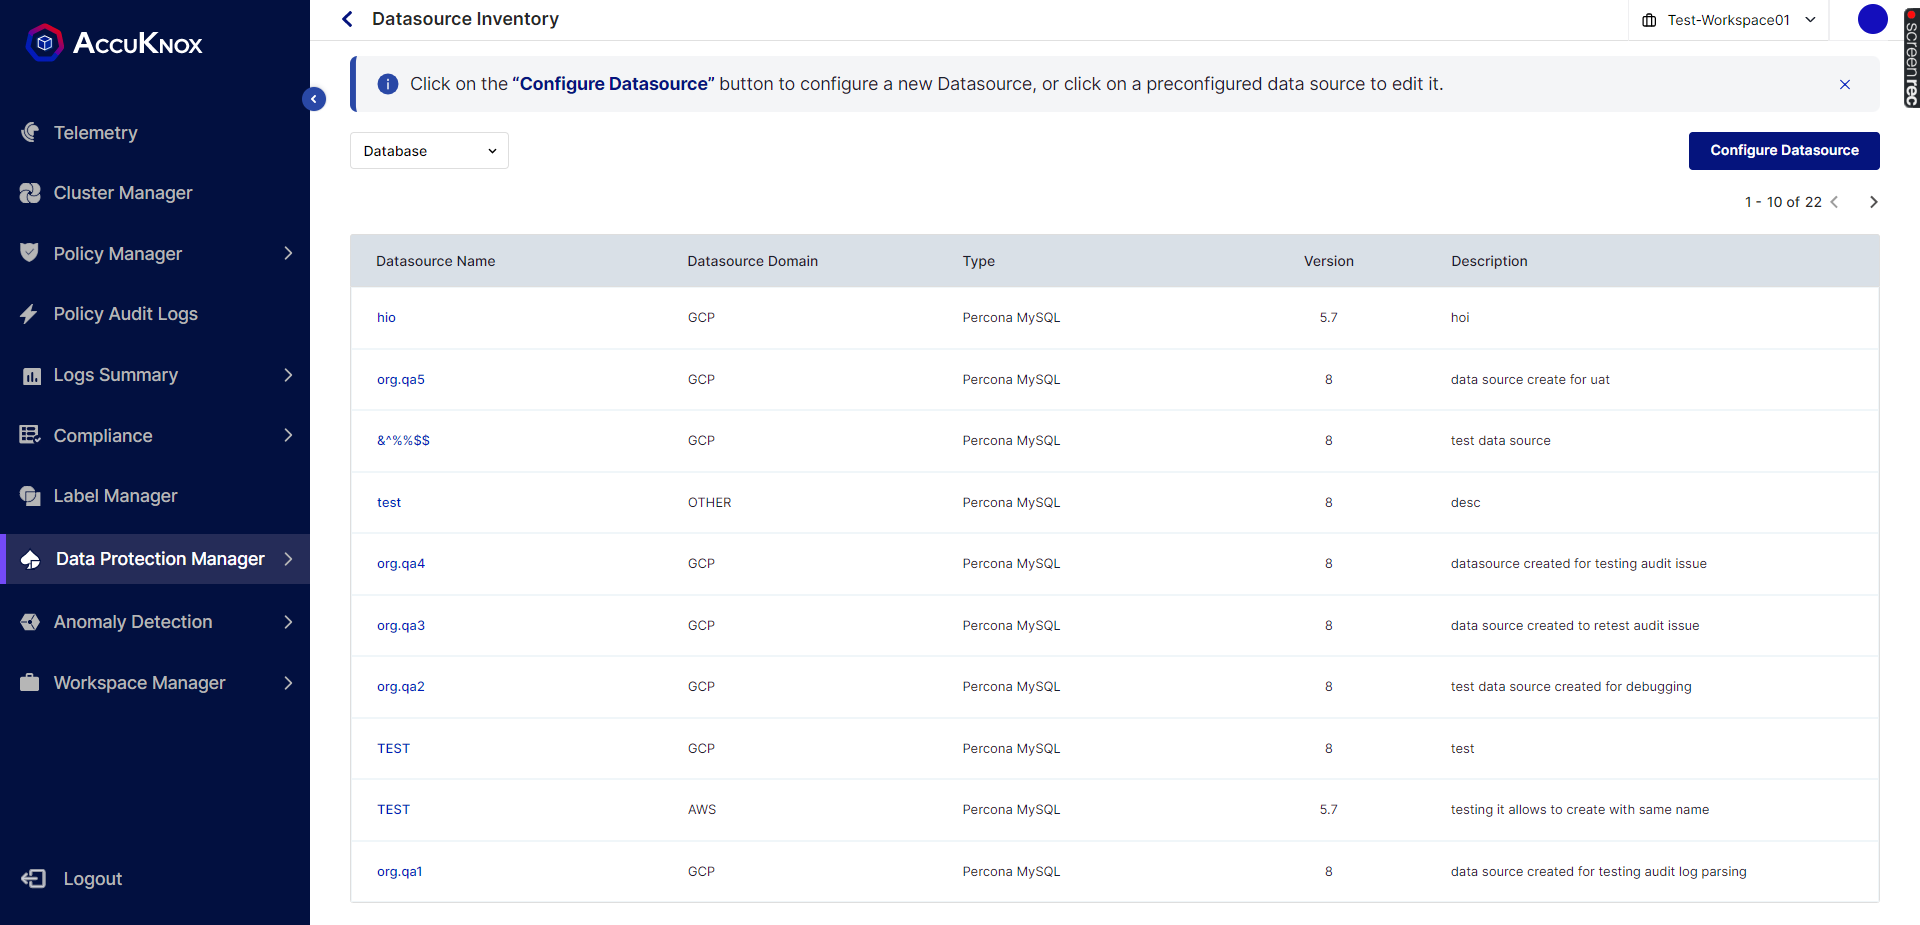 AccuKnox
Telemetry
Cluster Manager
Policy Manager
Policy Audit Logs
Logs Summary
Compliance
Label Manager
Data Protection Manager
Anomaly Detection
Workspace Manager
Logout
Datasource Inventory
Test-Workspace01
screenrec
Click on the “Configure Datasource” button to configure a new Datasource, or click on a preconfigured data source to edit it.
Database
Configure Datasource
1 - 10 of 22
Datasource Name Datasource Domain Type Version Description
hio GCP Percona MySQL 5.7 hoi
org.qa5 GCP Percona MySQL 8 data source create for uat
&^%%$$ GCP Percona MySQL 8 test data source
test OTHER Percona MySQL 8 desc
org.qa4 GCP Percona MySQL 8 datasource created for testing audit issue
org.qa3 GCP Percona MySQL 8 data source created to retest audit issue
org.qa2 GCP Percona MySQL 8 test data source created for debugging
TEST GCP Percona MySQL 8 test
TEST AWS Percona MySQL 5.7 testing it allows to create with same name
org.qa1 GCP Percona MySQL 8 data source created for testing audit log parsing